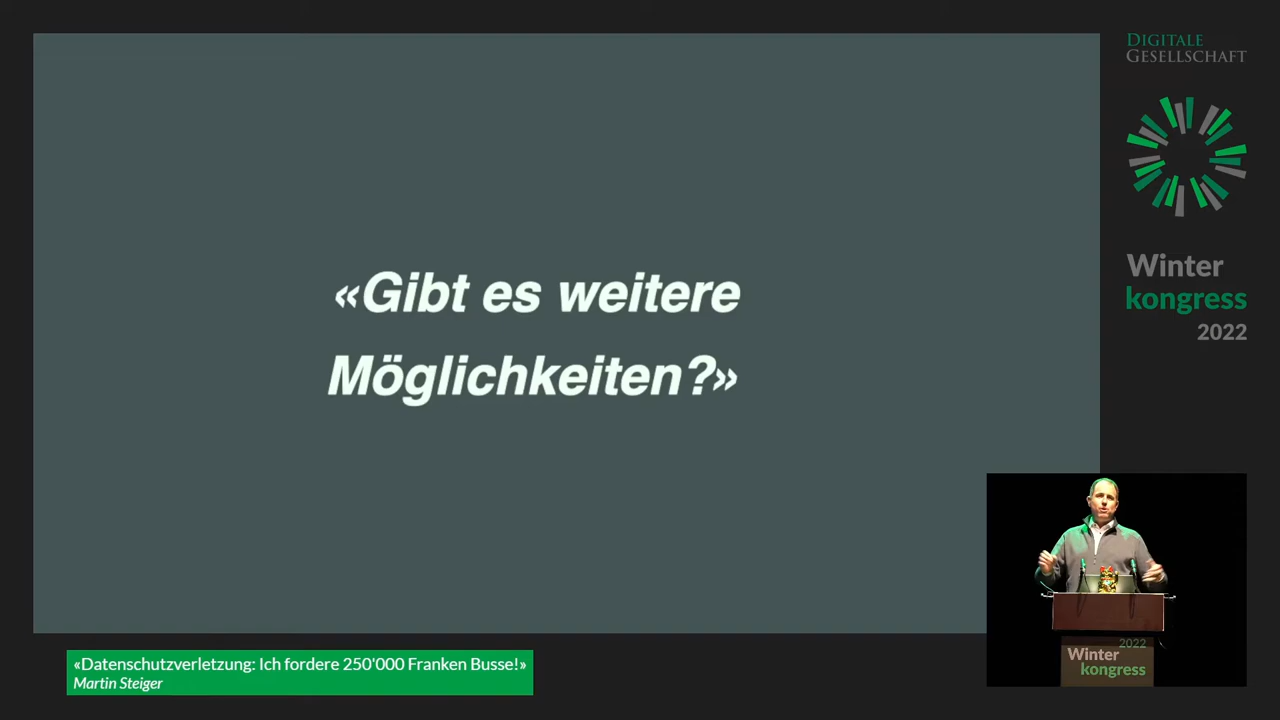 DIGITALE
GESELLSCHAFT
Winter
kongress
2022
«Gibt es weitere
Möglichkeiten?»
2022
Winter
kongress
«Datenschutzverletzung: Ich fordere 250'000 Franken Busse!»
Martin Steiger